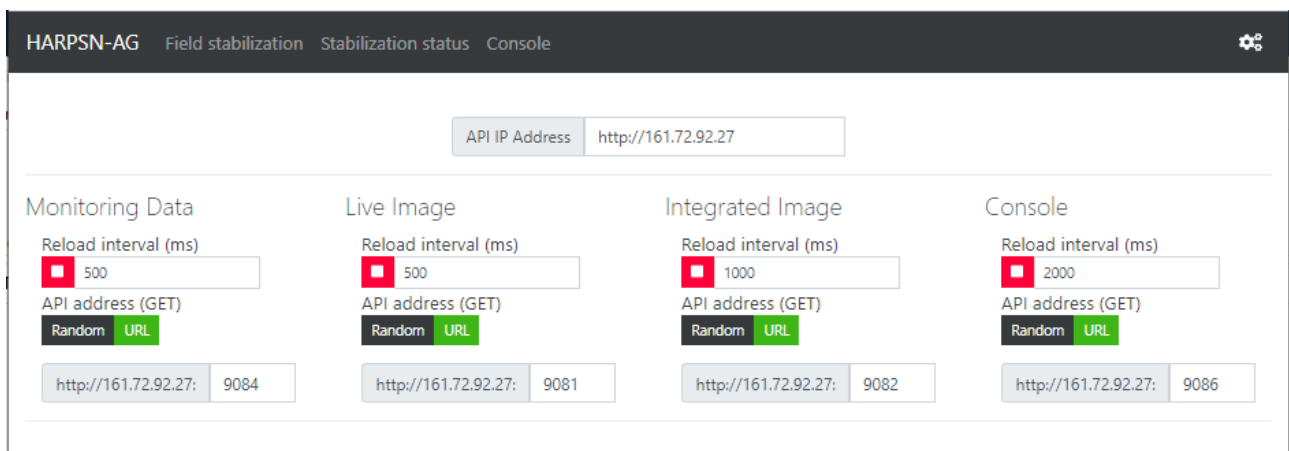 HARPSN-AG Field stabilization Stabilization status Console
API IP Address http://161.72.92.27
Monitoring Data
Reload interval (ms)
500
API address (GET)
Random URL
http://161.72.92.27: 9084
Live Image
Reload interval (ms)
500
API address (GET)
Random URL
http://161.72.92.27: 9081
Integrated Image
Reload interval (ms)
1000
API address (GET)
Random URL
http://161.72.92.27: 9082
Console
Reload interval (ms)
2000
API address (GET)
Random URL
http://161.72.92.27: 9086